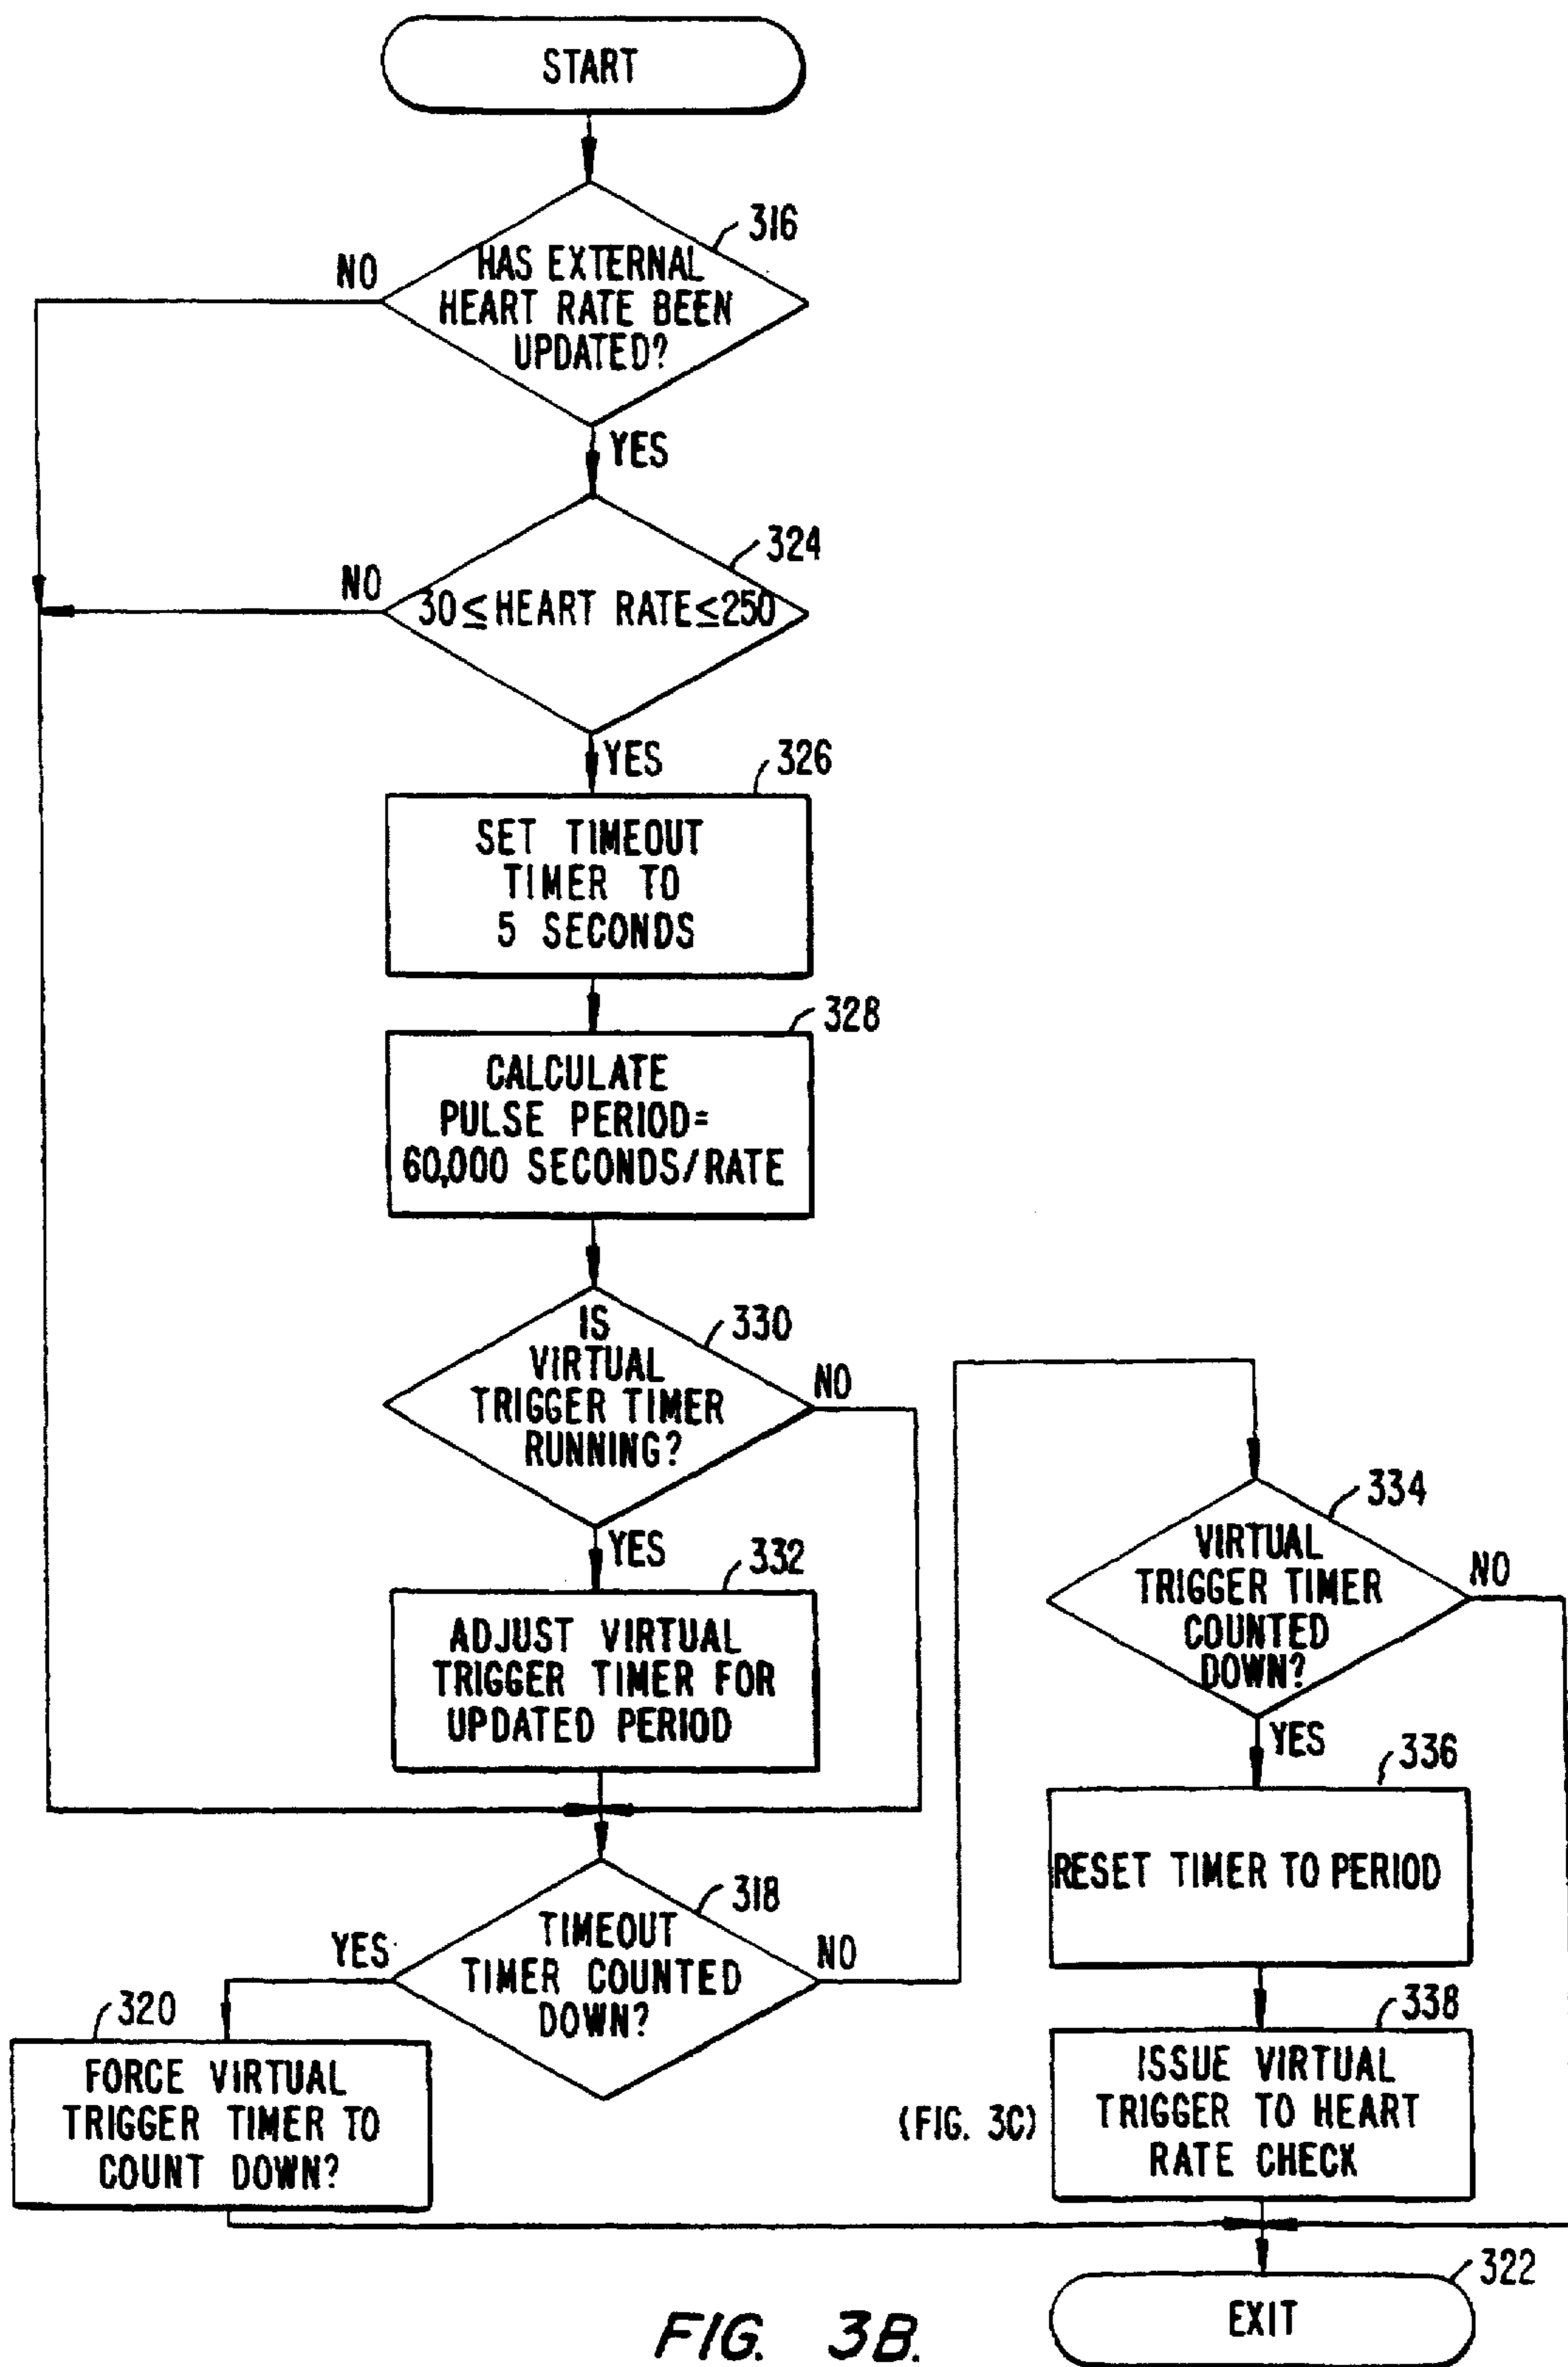 START
316
HAS EXTERNAL
HEART RATE BEEN
UPDATED?
NO
YES
324
30≤HEART RATE≤250
NO
YES
326
SET TIMEOUT
TIMER TO
5 SECONDS
328
CALCULATE
PULSE PERIOD=
60,000 SECONDS/RATE
330
IS
VIRTUAL
TRIGGER TIMER
RUNNING?
NO
YES
332
ADJUST VIRTUAL
TRIGGER TIMER FOR
UPDATED PERIOD
318
TIMEOUT
TIMER COUNTED
DOWN?
YES
NO
320
FORCE VIRTUAL
TRIGGER TIMER TO
COUNT DOWN?
334
VIRTUAL
TRIGGER TIMER
COUNTED
DOWN?
NO
YES
336
RESET TIMER TO PERIOD
338
ISSUE VIRTUAL
TRIGGER TO HEART
RATE CHECK
(FIG. 3C)
322
EXIT
FIG. 3B.